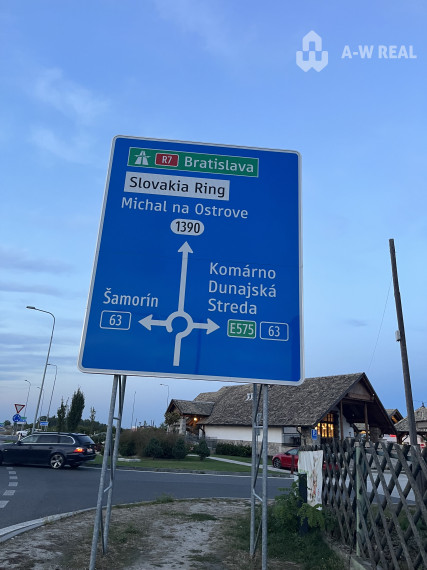 A-W REAL
R7 Bratislava
Slovakia Ring
Michal na Ostrove
1390
Šamorín
63
Komárno
Dunajská
Streda
E575 63